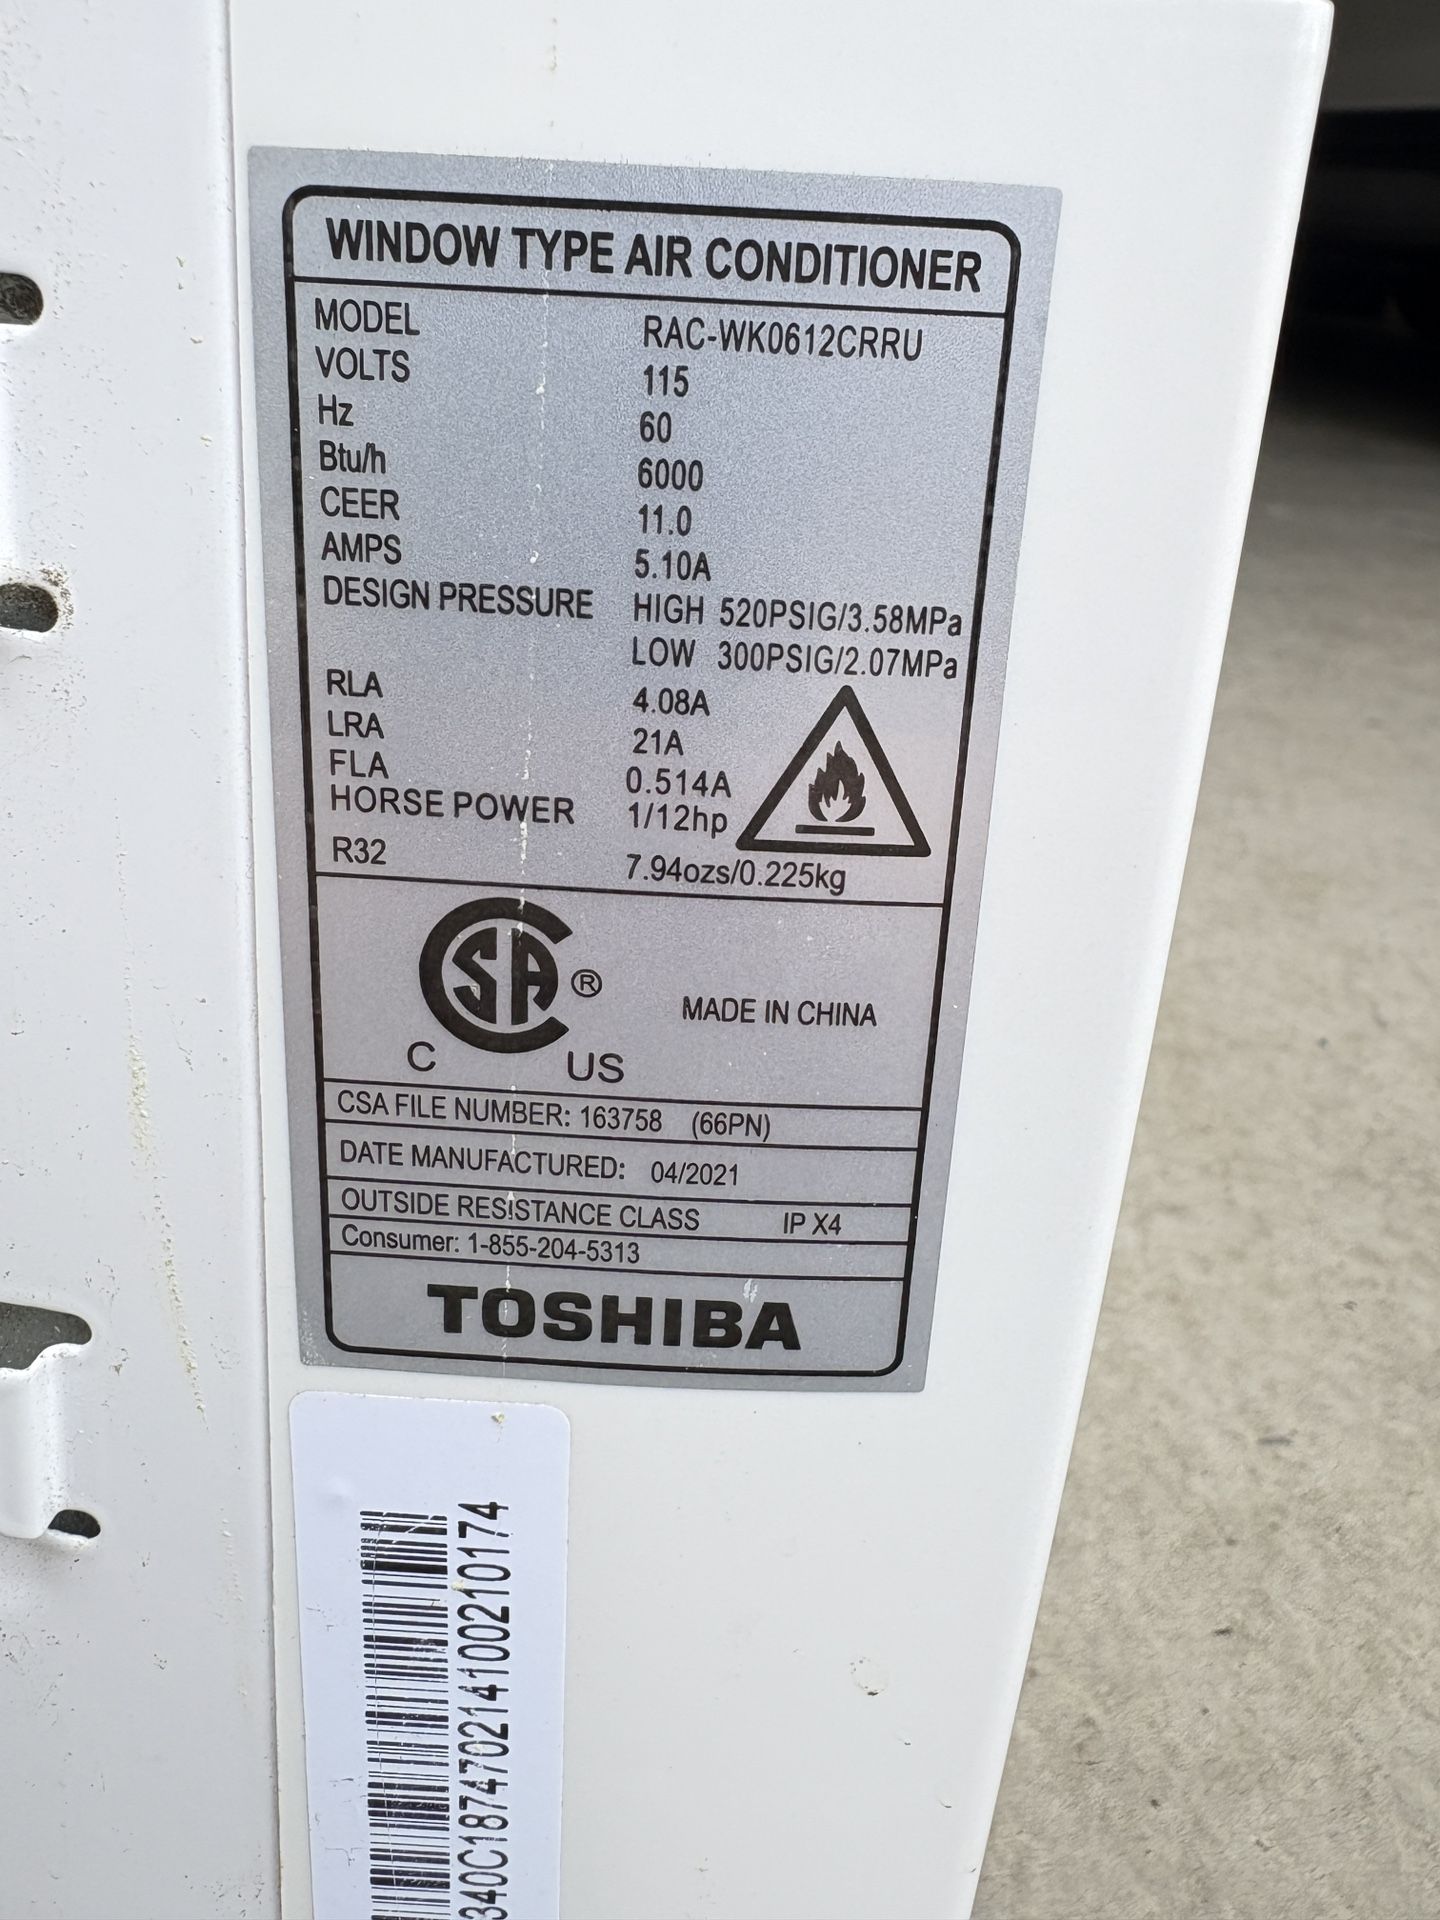 WINDOW TYPE AIR CONDITIONER
MODEL RAC-WK0612CRRU
VOLTS 115
Hz 60
Btu/h 6000
CEER 11.0
AMPS 5.10A
DESIGN PRESSURE HIGH 520PSIG/3.58MPa
LOW 300PSIG/2.07MPa
RLA 4.08A
LRA 21A
FLA 0.514A
HORSE POWER 1/12hp
R32 7.94ozs/0.225kg
CSA ®
C US
MADE IN CHINA
CSA FILE NUMBER: 163758 (66PN)
DATE MANUFACTURED: 04/2021
OUTSIDE RESISTANCE CLASS IP X4
Consumer: 1-855-204-5313
TOSHIBA
340C187470214100210174